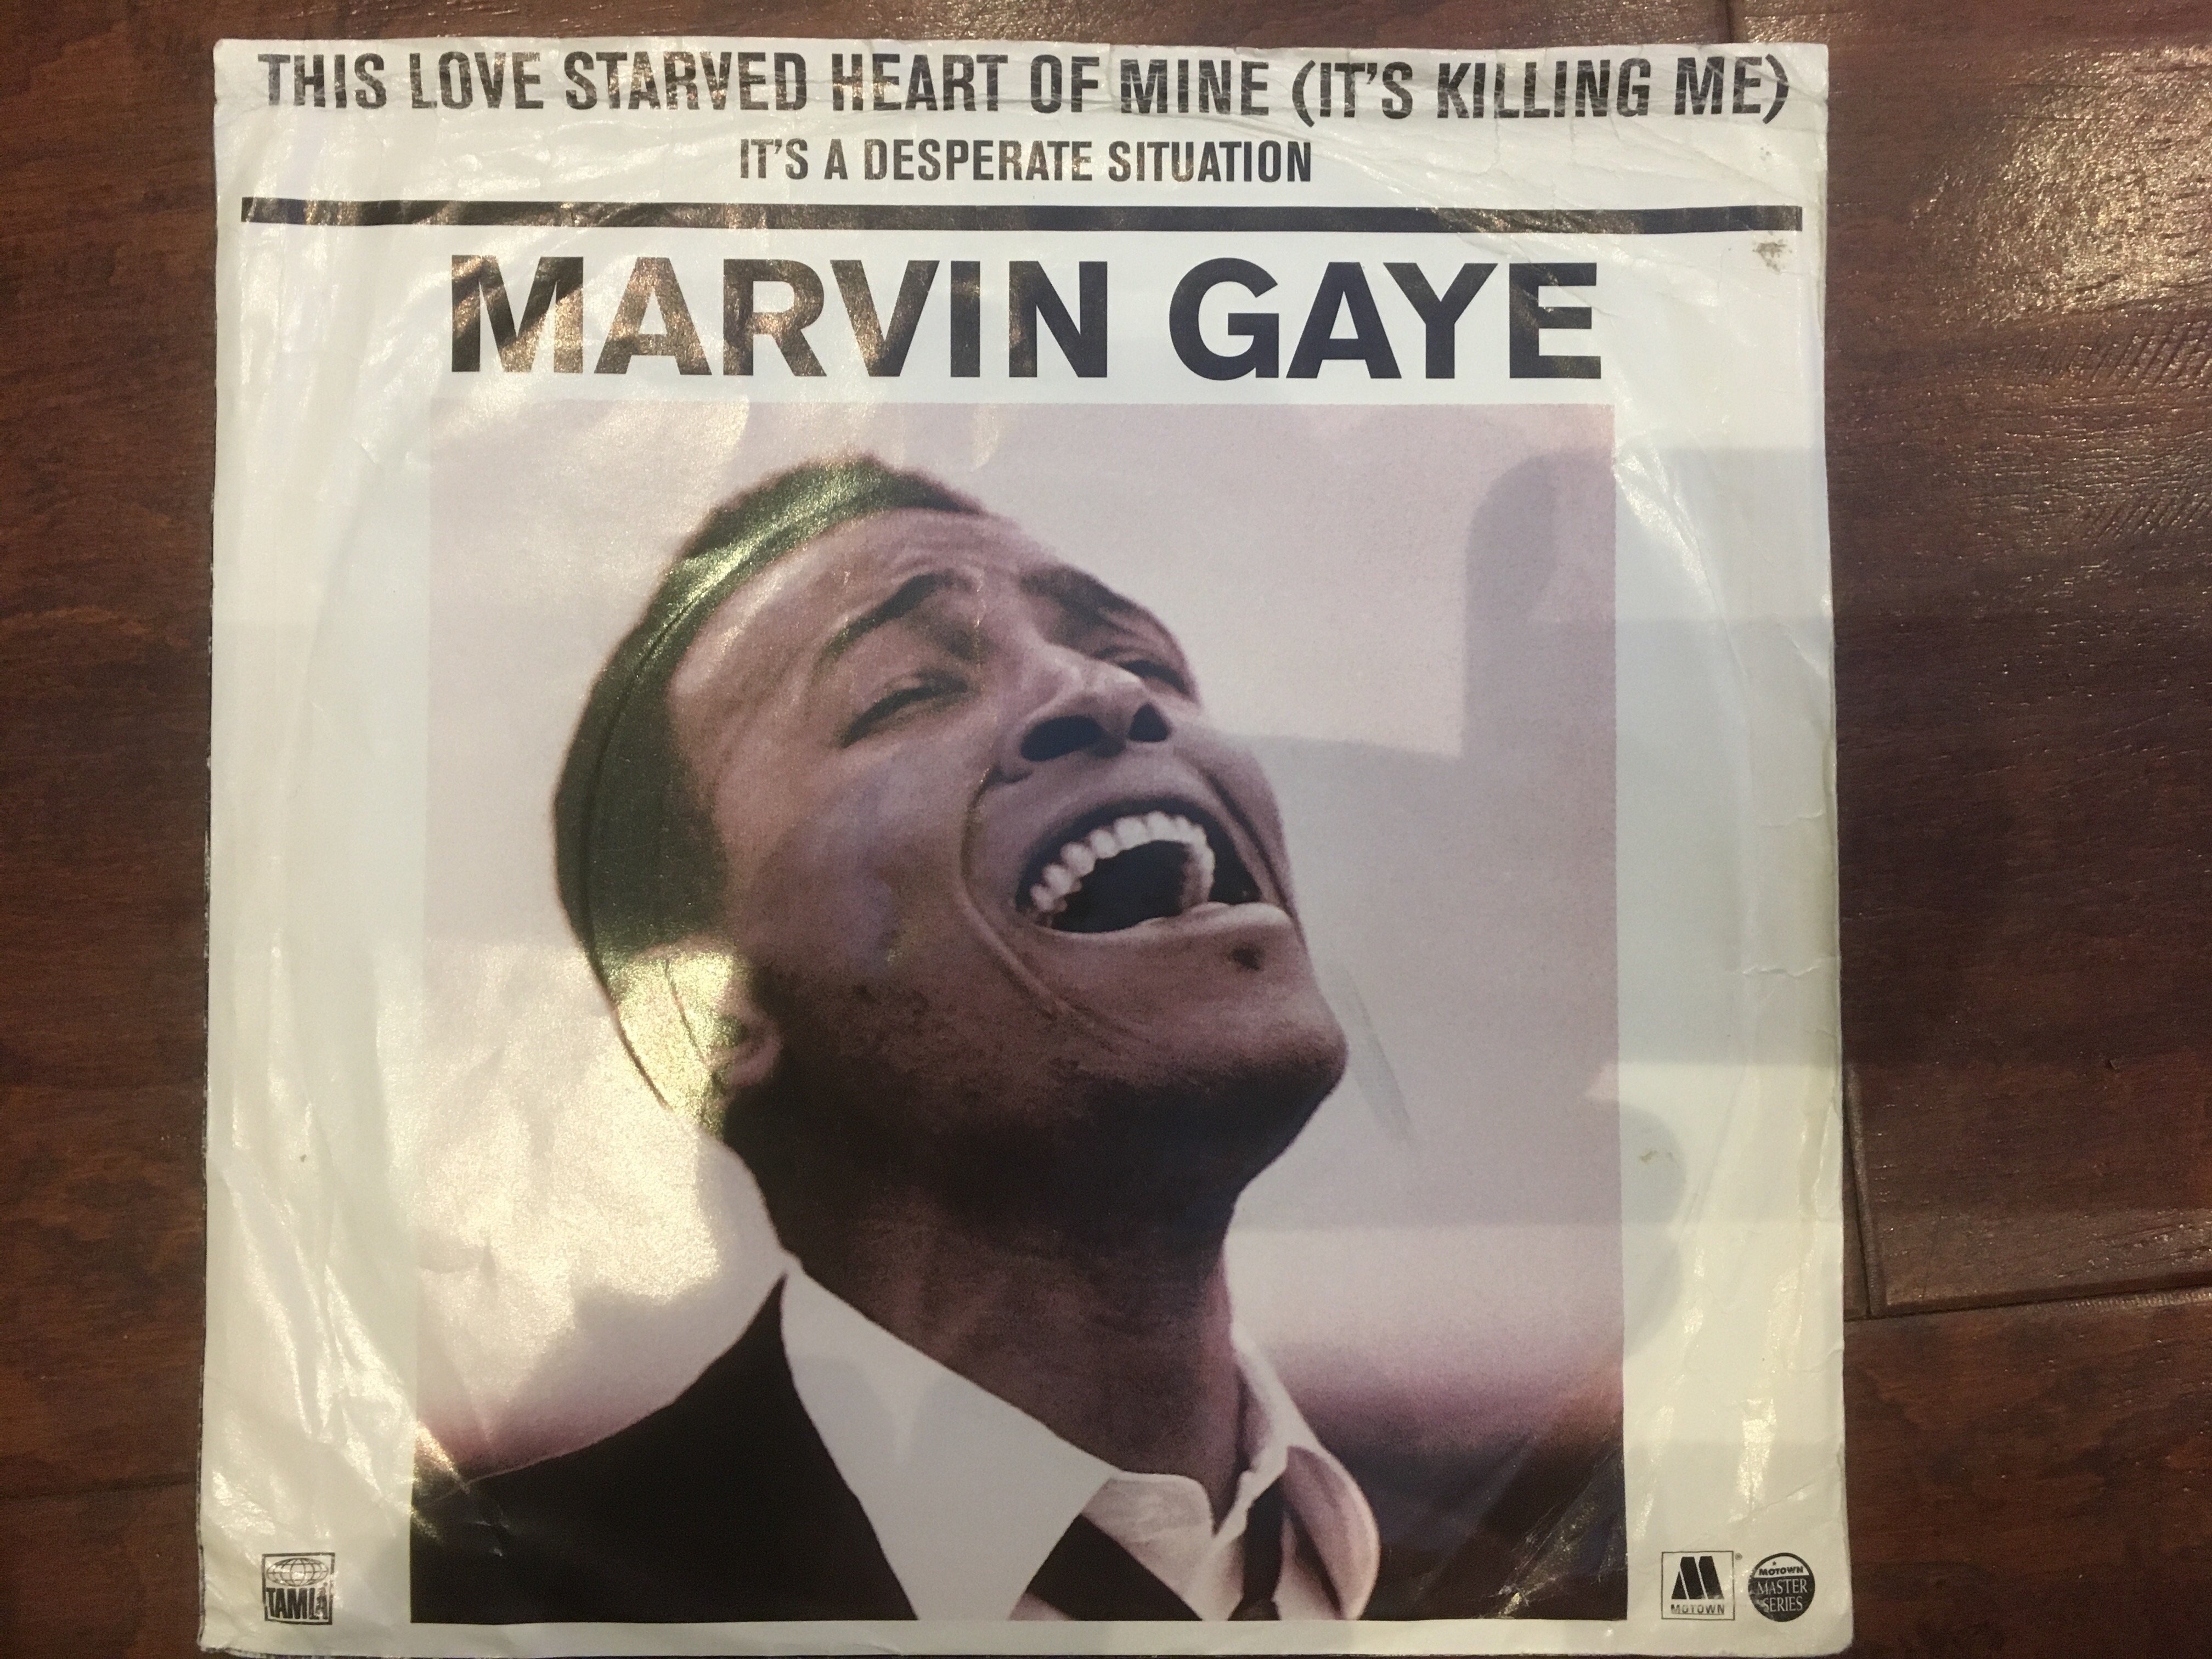 THIS LOVE STARVED HEART OF MINE (IT'S KILLING ME)
IT'S A DESPERATE SITUATION
MARVIN GAYE
TAMLA
MOTOWN
®
MOTOWN
MASTER
SERIES